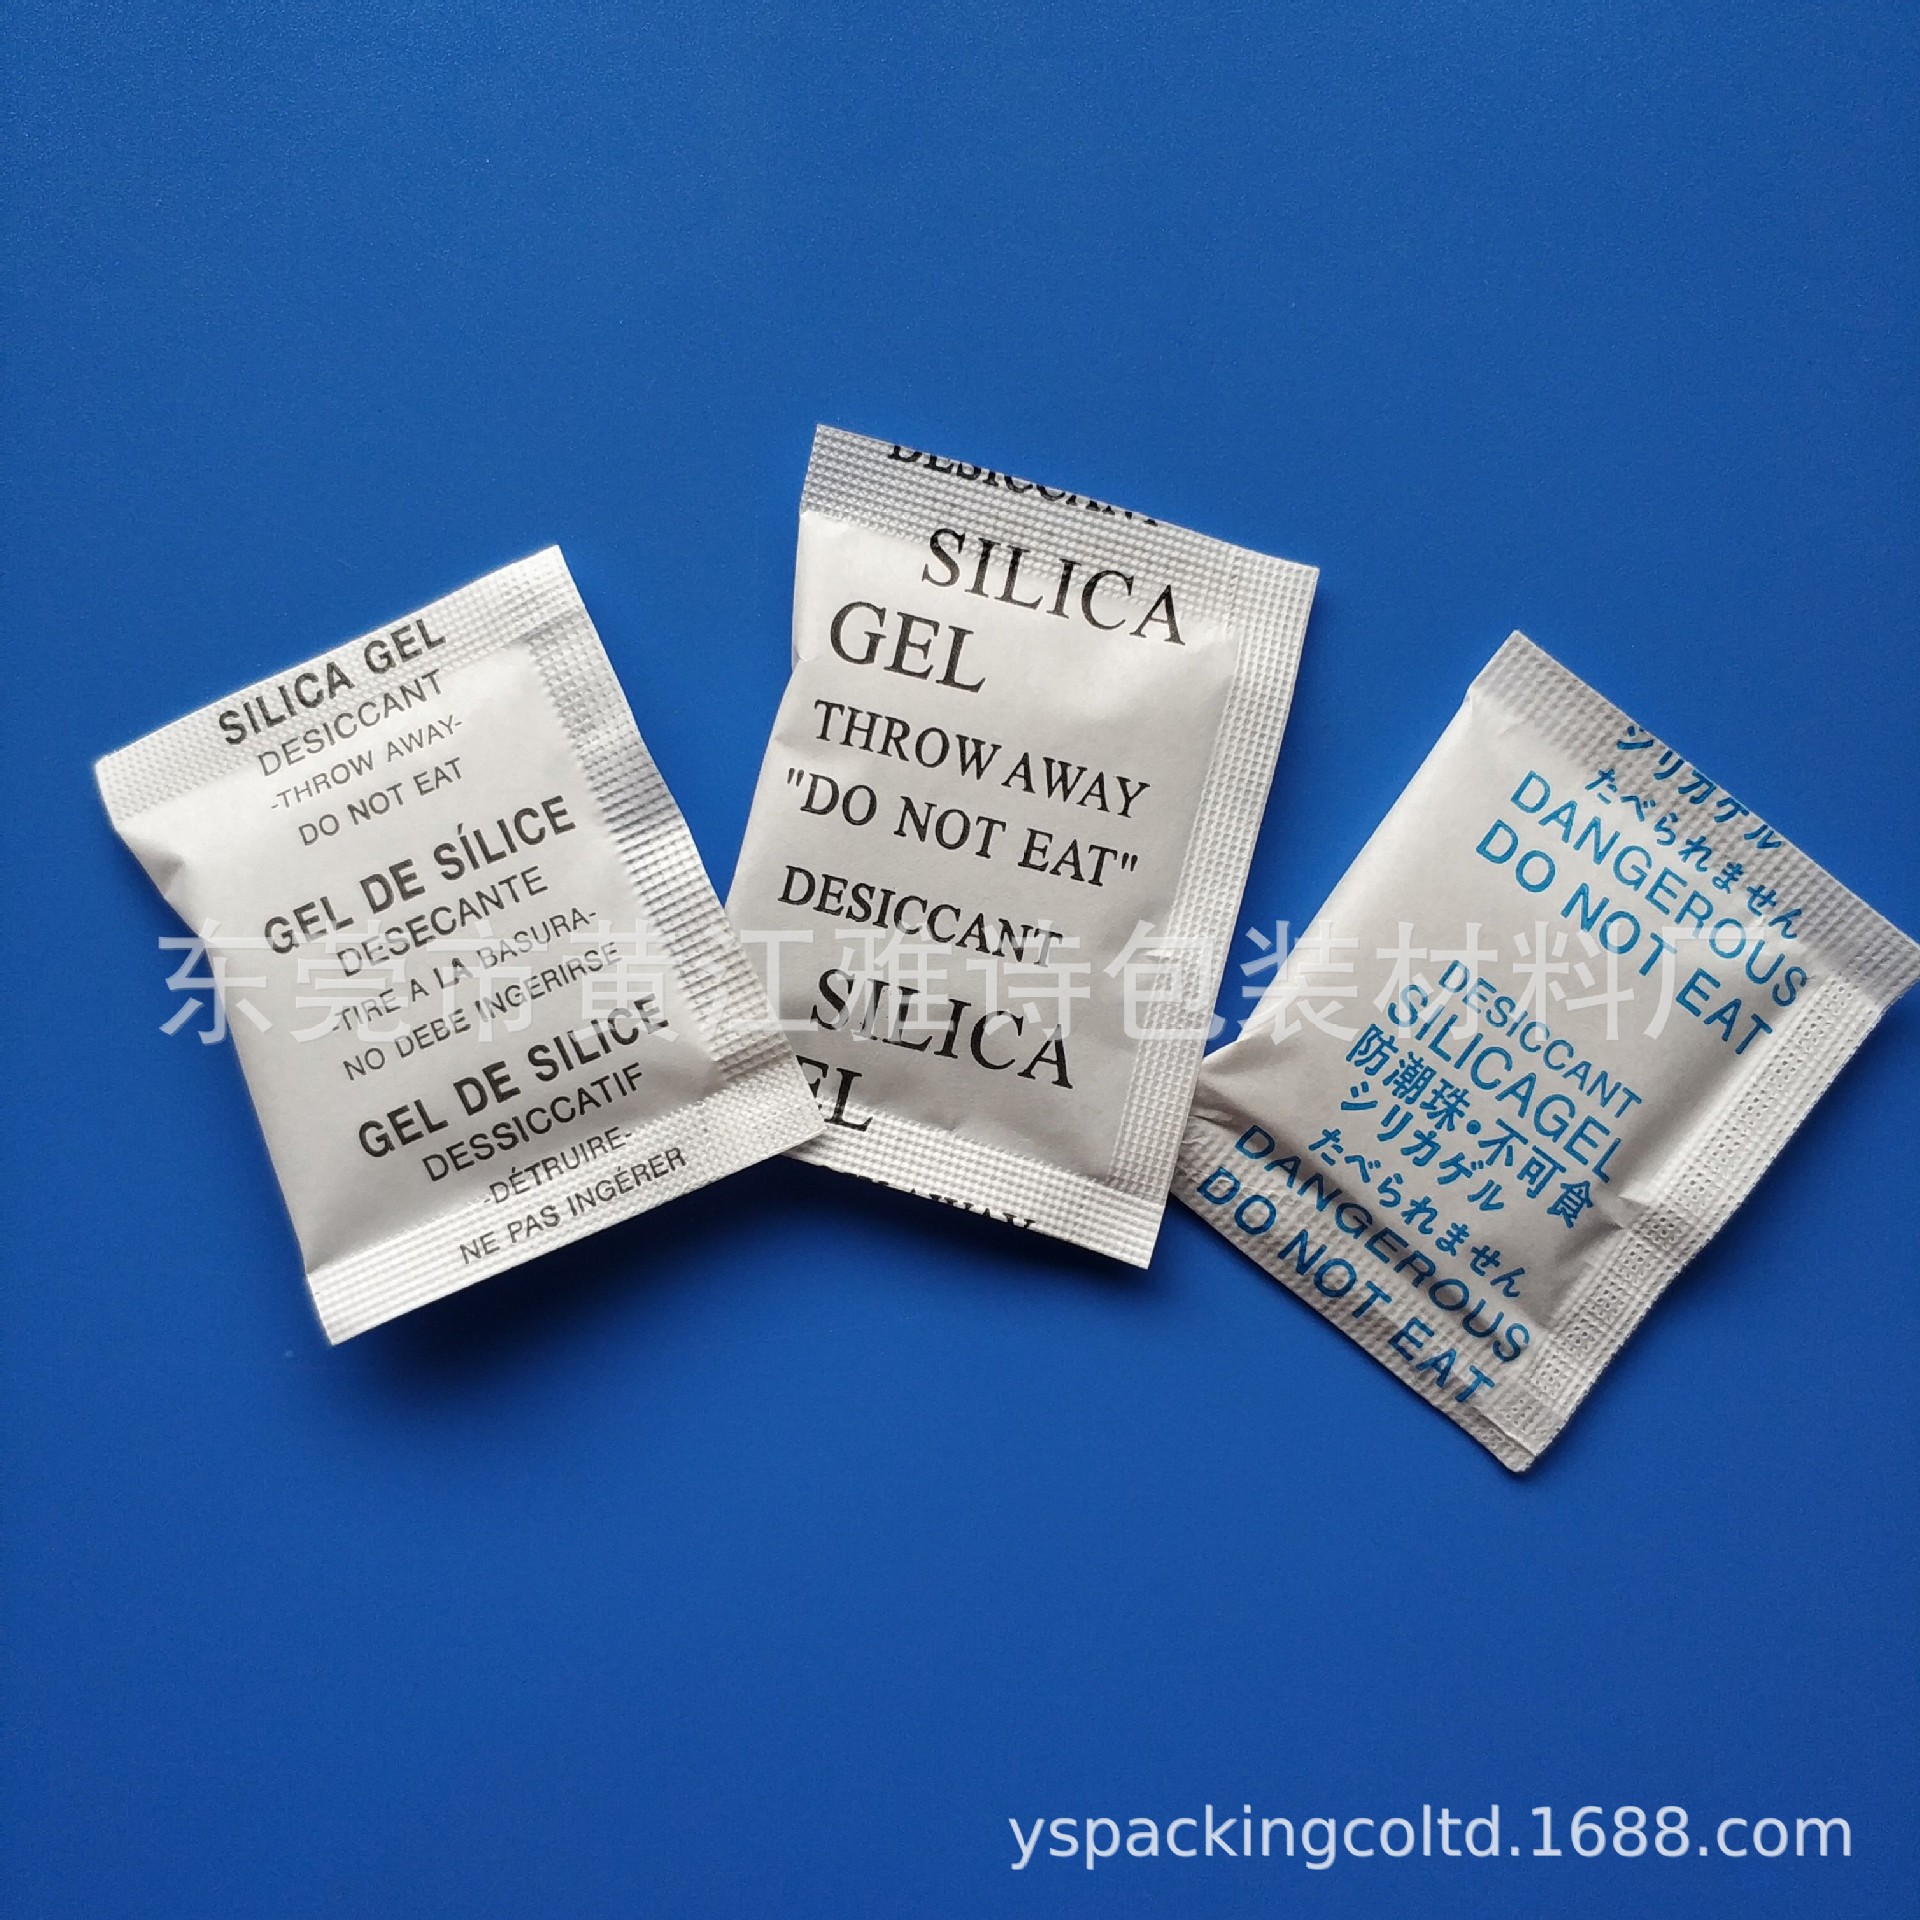 SILICA GEL
DESICCANT
-THROW AWAY-
DO NOT EAT
GEL DE SÍLICE
DESECANTE
-TIRE A LA BASURA-
NO DEBE INGERIRSE
GEL DE SILICE
DESSICCATIF
-DÉTRUIRE-
NE PAS INGÉRER
DESICCANT
SILICA
GEL
THROW AWAY
"DO NOT EAT"
DESICCANT
SILICA
EL
AWAY
シリカゲル
たべられません
DANGEROUS
DO NOT EAT
DESICCANT
SILICAGEL
防潮珠•不可食
シリカゲル
たべられません
DANGEROUS
DO NOT EAT
东莞市黄江雅诗包装材料厂
yspackingcoltd.1688.com